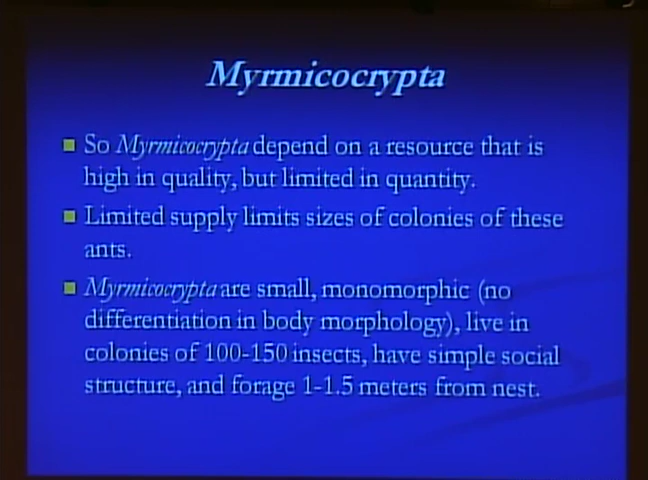 Myrmicocrypta
So Myrmicocrypta depend on a resource that is
high in quality, but limited in quantity.
Limited supply limits sizes of colonies of these
ants.
Myrmicocrypta are small, monomorphic (no
differentiation in body morphology), live in
colonies of 100-150 insects, have simple social
structure, and forage 1-1.5 meters from nest.